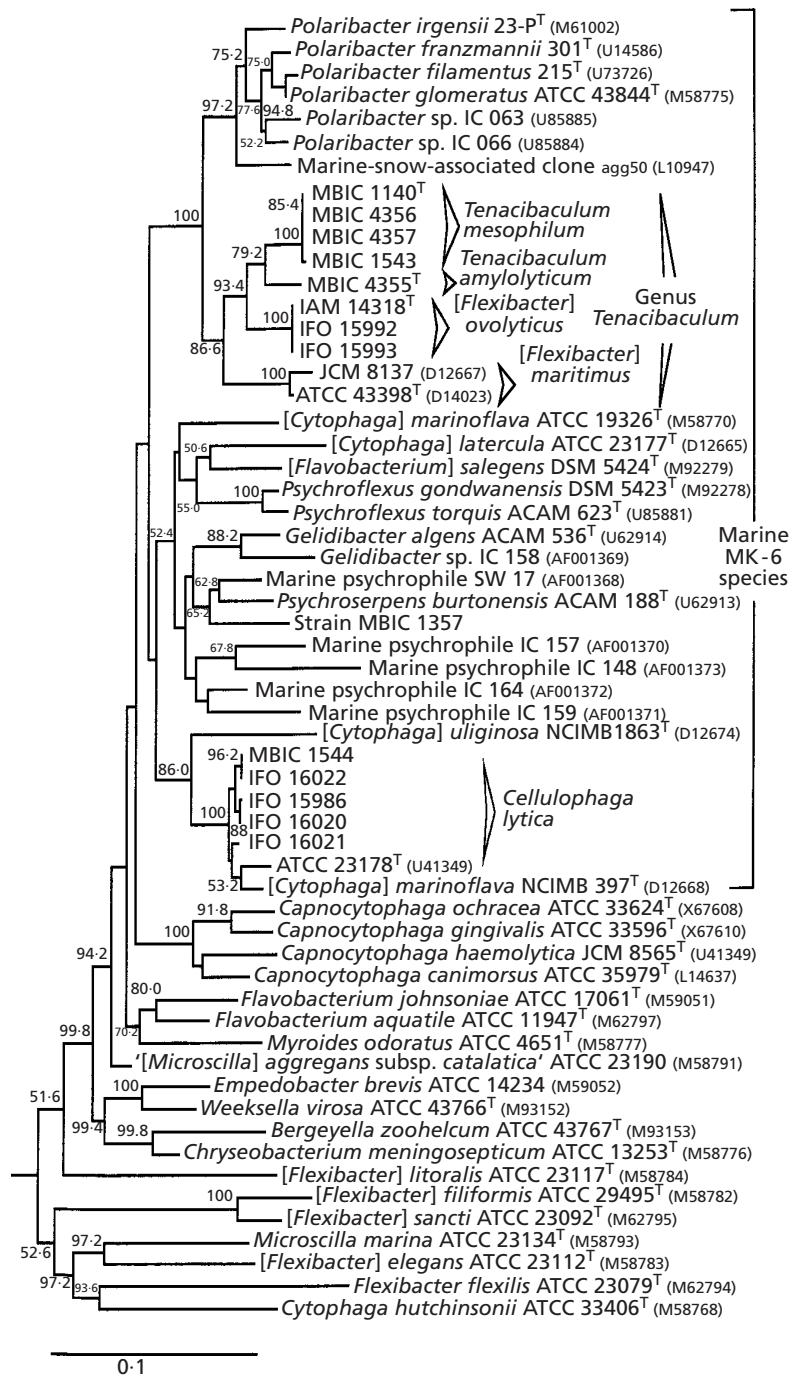 Polaribacter irgensii 23-Pᵀ (M61002)
75·2
75·0
Polaribacter franzmannii 301ᵀ (U14586)
Polaribacter filamentus 215ᵀ (U73726)
Polaribacter glomeratus ATCC 43844ᵀ (M58775)
97·2
77·6
94·8
Polaribacter sp. IC 063 (U85885)
52·2
Polaribacter sp. IC 066 (U85884)
Marine-snow-associated clone agg50 (L10947)
MBIC 1140ᵀ
85·4
MBIC 4356
MBIC 4357
MBIC 1543
Tenacibaculum
mesophilum
100
100
79·2
MBIC 4355ᵀ
Tenacibaculum
amylolyticum
93·4
IAM 14318ᵀ
IFO 15992
IFO 15993
100
[Flexibacter]
ovolyticus
Genus
Tenacibaculum
86·6
100
JCM 8137 (D12667)
ATCC 43398ᵀ (D14023)
[Flexibacter]
maritimus
[Cytophaga] marinoflava ATCC 19326ᵀ (M58770)
50·6
[Cytophaga] latercula ATCC 23177ᵀ (D12665)
[Flavobacterium] salegens DSM 5424ᵀ (M92279)
100
Psychroflexus gondwanensis DSM 5423ᵀ (M92278)
55·0
Psychroflexus torquis ACAM 623ᵀ (U85881)
52·4
88·2
Gelidibacter algens ACAM 536ᵀ (U62914)
Gelidibacter sp. IC 158 (AF001369)
Marine
MK-6
species
62·8
Marine psychrophile SW 17 (AF001368)
65·2
Psychroserpens burtonensis ACAM 188ᵀ (U62913)
Strain MBIC 1357
67·8
Marine psychrophile IC 157 (AF001370)
Marine psychrophile IC 148 (AF001373)
Marine psychrophile IC 164 (AF001372)
Marine psychrophile IC 159 (AF001371)
[Cytophaga] uliginosa NCIMB1863ᵀ (D12674)
86·0
96·2
MBIC 1544
IFO 16022
IFO 15986
IFO 16020
IFO 16021
100
88
Cellulophaga
lytica
ATCC 23178ᵀ (U41349)
53·2
[Cytophaga] marinoflava NCIMB 397ᵀ (D12668)
91·8
Capnocytophaga ochracea ATCC 33624ᵀ (X67608)
Capnocytophaga gingivalis ATCC 33596ᵀ (X67610)
100
Capnocytophaga haemolytica JCM 8565ᵀ (U41349)
Capnocytophaga canimorsus ATCC 35979ᵀ (L14637)
94·2
80·0
Flavobacterium johnsoniae ATCC 17061ᵀ (M59051)
Flavobacterium aquatile ATCC 11947ᵀ (M62797)
70·2
Myroides odoratus ATCC 4651ᵀ (M58777)
99·8
'[Microscilla] aggregans subsp. catalatica' ATCC 23190 (M58791)
100
Empedobacter brevis ATCC 14234 (M59052)
51·6
Weeksella virosa ATCC 43766ᵀ (M93152)
99·4
99.8
Bergeyella zoohelcum ATCC 43767ᵀ (M93153)
Chryseobacterium meningosepticum ATCC 13253ᵀ (M58776)
[Flexibacter] litoralis ATCC 23117ᵀ (M58784)
100
[Flexibacter] filiformis ATCC 29495ᵀ (M58782)
[Flexibacter] sancti ATCC 23092ᵀ (M62795)
52·6
97·2
Microscilla marina ATCC 23134ᵀ (M58793)
[Flexibacter] elegans ATCC 23112ᵀ (M58783)
97·2
93·6
Flexibacter flexilis ATCC 23079ᵀ (M62794)
Cytophaga hutchinsonii ATCC 33406ᵀ (M58768)
0·1